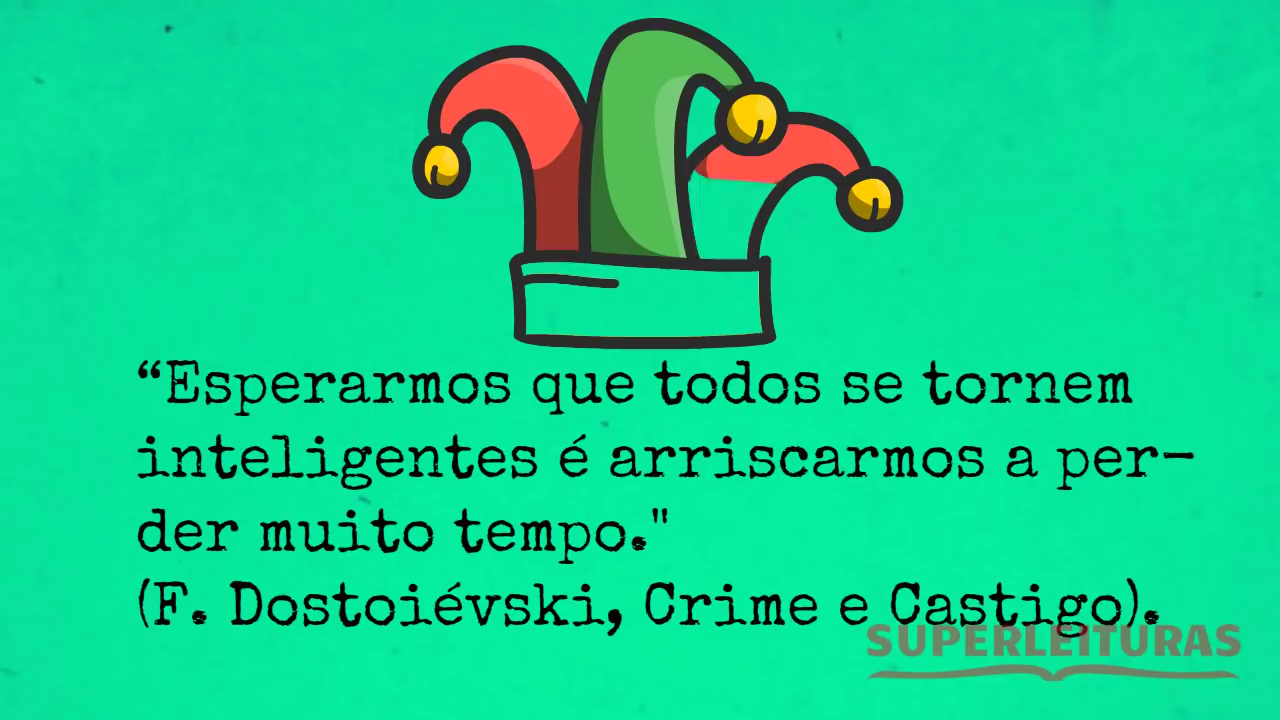 “Esperarmos que todos se tornem
inteligentes é arriscarmos a per-
der muito tempo."
(F. Dostoiévski, Crime e Castigo).
SUPERLEITURAS